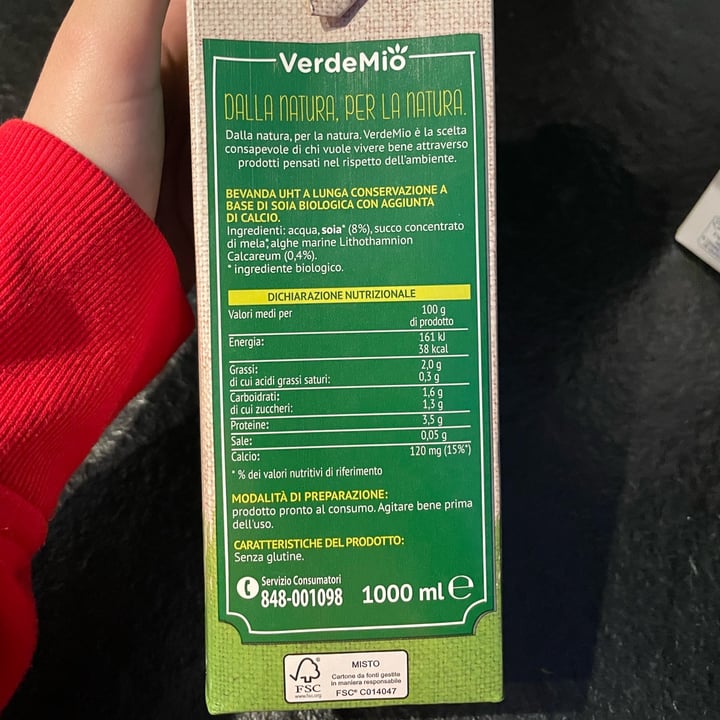 VerdeMio
DALLA NATURA, PER LA NATURA.
Dalla natura, per la natura. VerdeMio è la scelta
consapevole di chi vuole vivere bene attraverso
prodotti pensati nel rispetto dell'ambiente.
BEVANDA UHT A LUNGA CONSERVAZIONE A
BASE DI SOIA BIOLOGICA CON AGGIUNTA
DI CALCIO.
Ingredienti: acqua, soia* (8%), succo concentrato
di mela*, alghe marine Lithothamnion
Calcareum (0,4%).
* ingrediente biologico.
DICHIARAZIONE NUTRIZIONALE
Valori medi per 100 g
di prodotto
Energia: 161 kJ
38 kcal
Grassi: 2,0 g
di cui acidi grassi saturi: 0,3 g
Carboidrati: 1,6 g
di cui zuccheri: 1,3 g
Proteine: 3,5 g
Sale: 0,05 g
Calcio: 120 mg (15%*)
* % dei valori nutritivi di riferimento
MODALITÀ DI PREPARAZIONE:
prodotto pronto al consumo. Agitare bene prima
dell'uso.
CARATTERISTICHE DEL PRODOTTO:
Senza glutine.
Servizio Consumatori
848-001098 1000 ml e
FSC
www.fsc.org
MISTO
Cartone da fonti gestite
in maniera responsabile
FSC® C014047